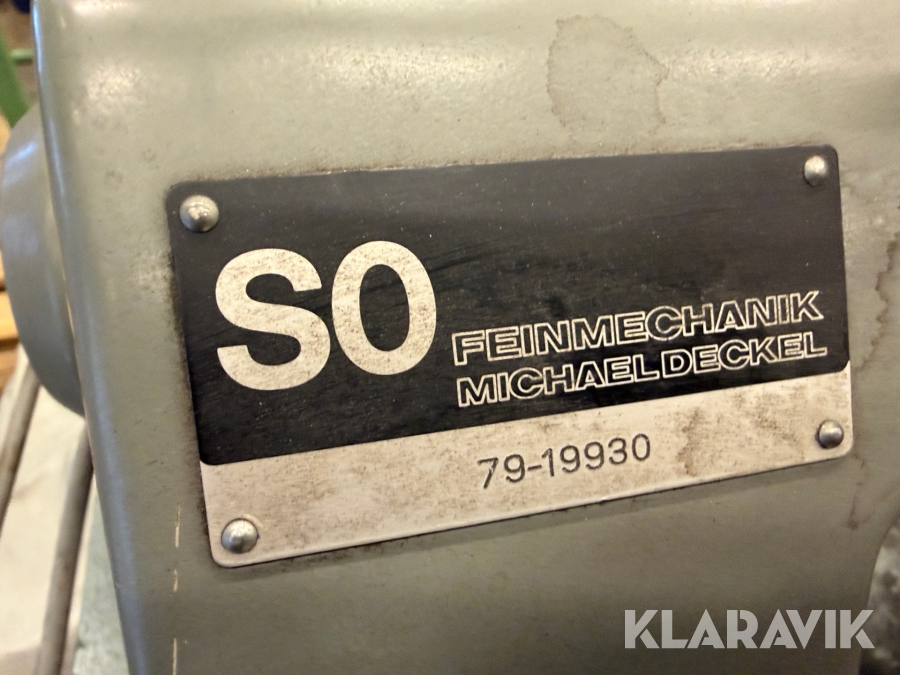 SO
FEINMECHANIK
MICHAEL DECKEL
79-19930
KLARAVIK